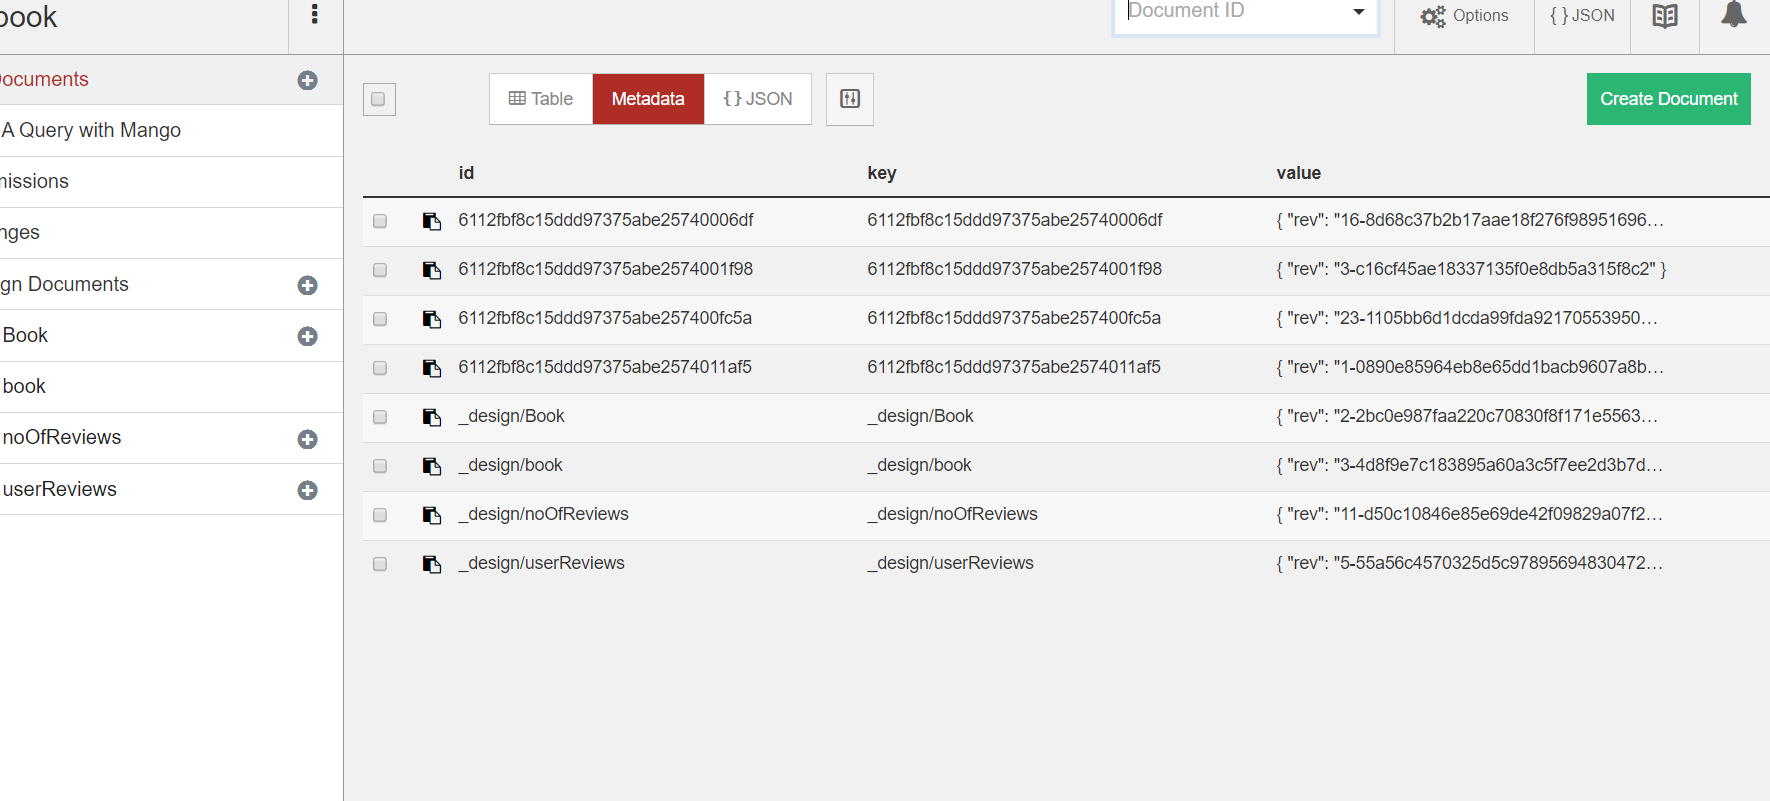 book
Document ID
Options
{ } JSON
Documents
A Query with Mango
missions
nges
gn Documents
Book
book
noOfReviews
userReviews
Table
Metadata
{ } JSON
Create Document
id key value
6112fbf8c15ddd97375abe25740006df 6112fbf8c15ddd97375abe25740006df { "rev": "16-8d68c37b2b17aae18f276f98951696...
6112fbf8c15ddd97375abe2574001f98 6112fbf8c15ddd97375abe2574001f98 { "rev": "3-c16cf45ae18337135f0e8db5a315f8c2" }
6112fbf8c15ddd97375abe257400fc5a 6112fbf8c15ddd97375abe257400fc5a { "rev": "23-1105bb6d1dcda99fda92170553950...
6112fbf8c15ddd97375abe2574011af5 6112fbf8c15ddd97375abe2574011af5 { "rev": "1-0890e85964eb8e65dd1bacb9607a8b...
_design/Book _design/Book { "rev": "2-2bc0e987faa220c70830f8f171e5563...
_design/book _design/book { "rev": "3-4d8f9e7c183895a60a3c5f7ee2d3b7d...
_design/noOfReviews _design/noOfReviews { "rev": "11-d50c10846e85e69de42f09829a07f2...
_design/userReviews _design/userReviews { "rev": "5-55a56c4570325d5c97895694830472...